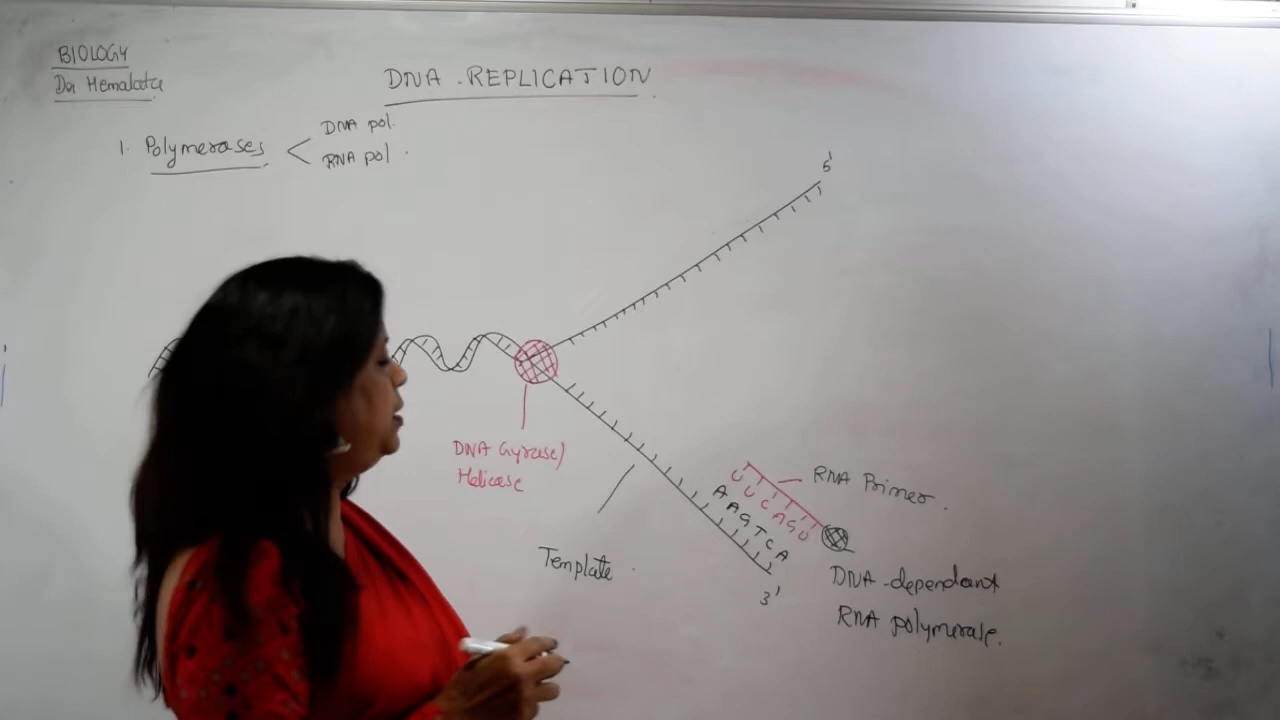 BIOLOGY
Dr Hemalata
DNA - REPLICATION
1. Polymerases
DNA pol.
RNA pol.
5'
DNA Gyrase/
Helicase
RNA Primer.
UUCAGU
AAGTCA
Template
3'
DNA-dependant
RNA polymerase.